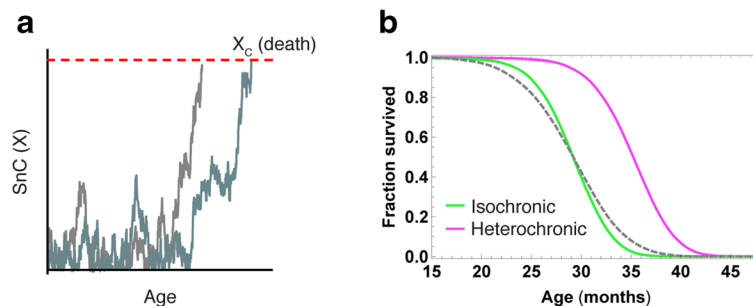 a
X_C (death)
SnC (X)
Age
b
1.0
0.8
0.6
0.4
0.2
0.0
Fraction survived
Isochronic
Heterochronic
15 20 25 30 35 40 45
Age (months)